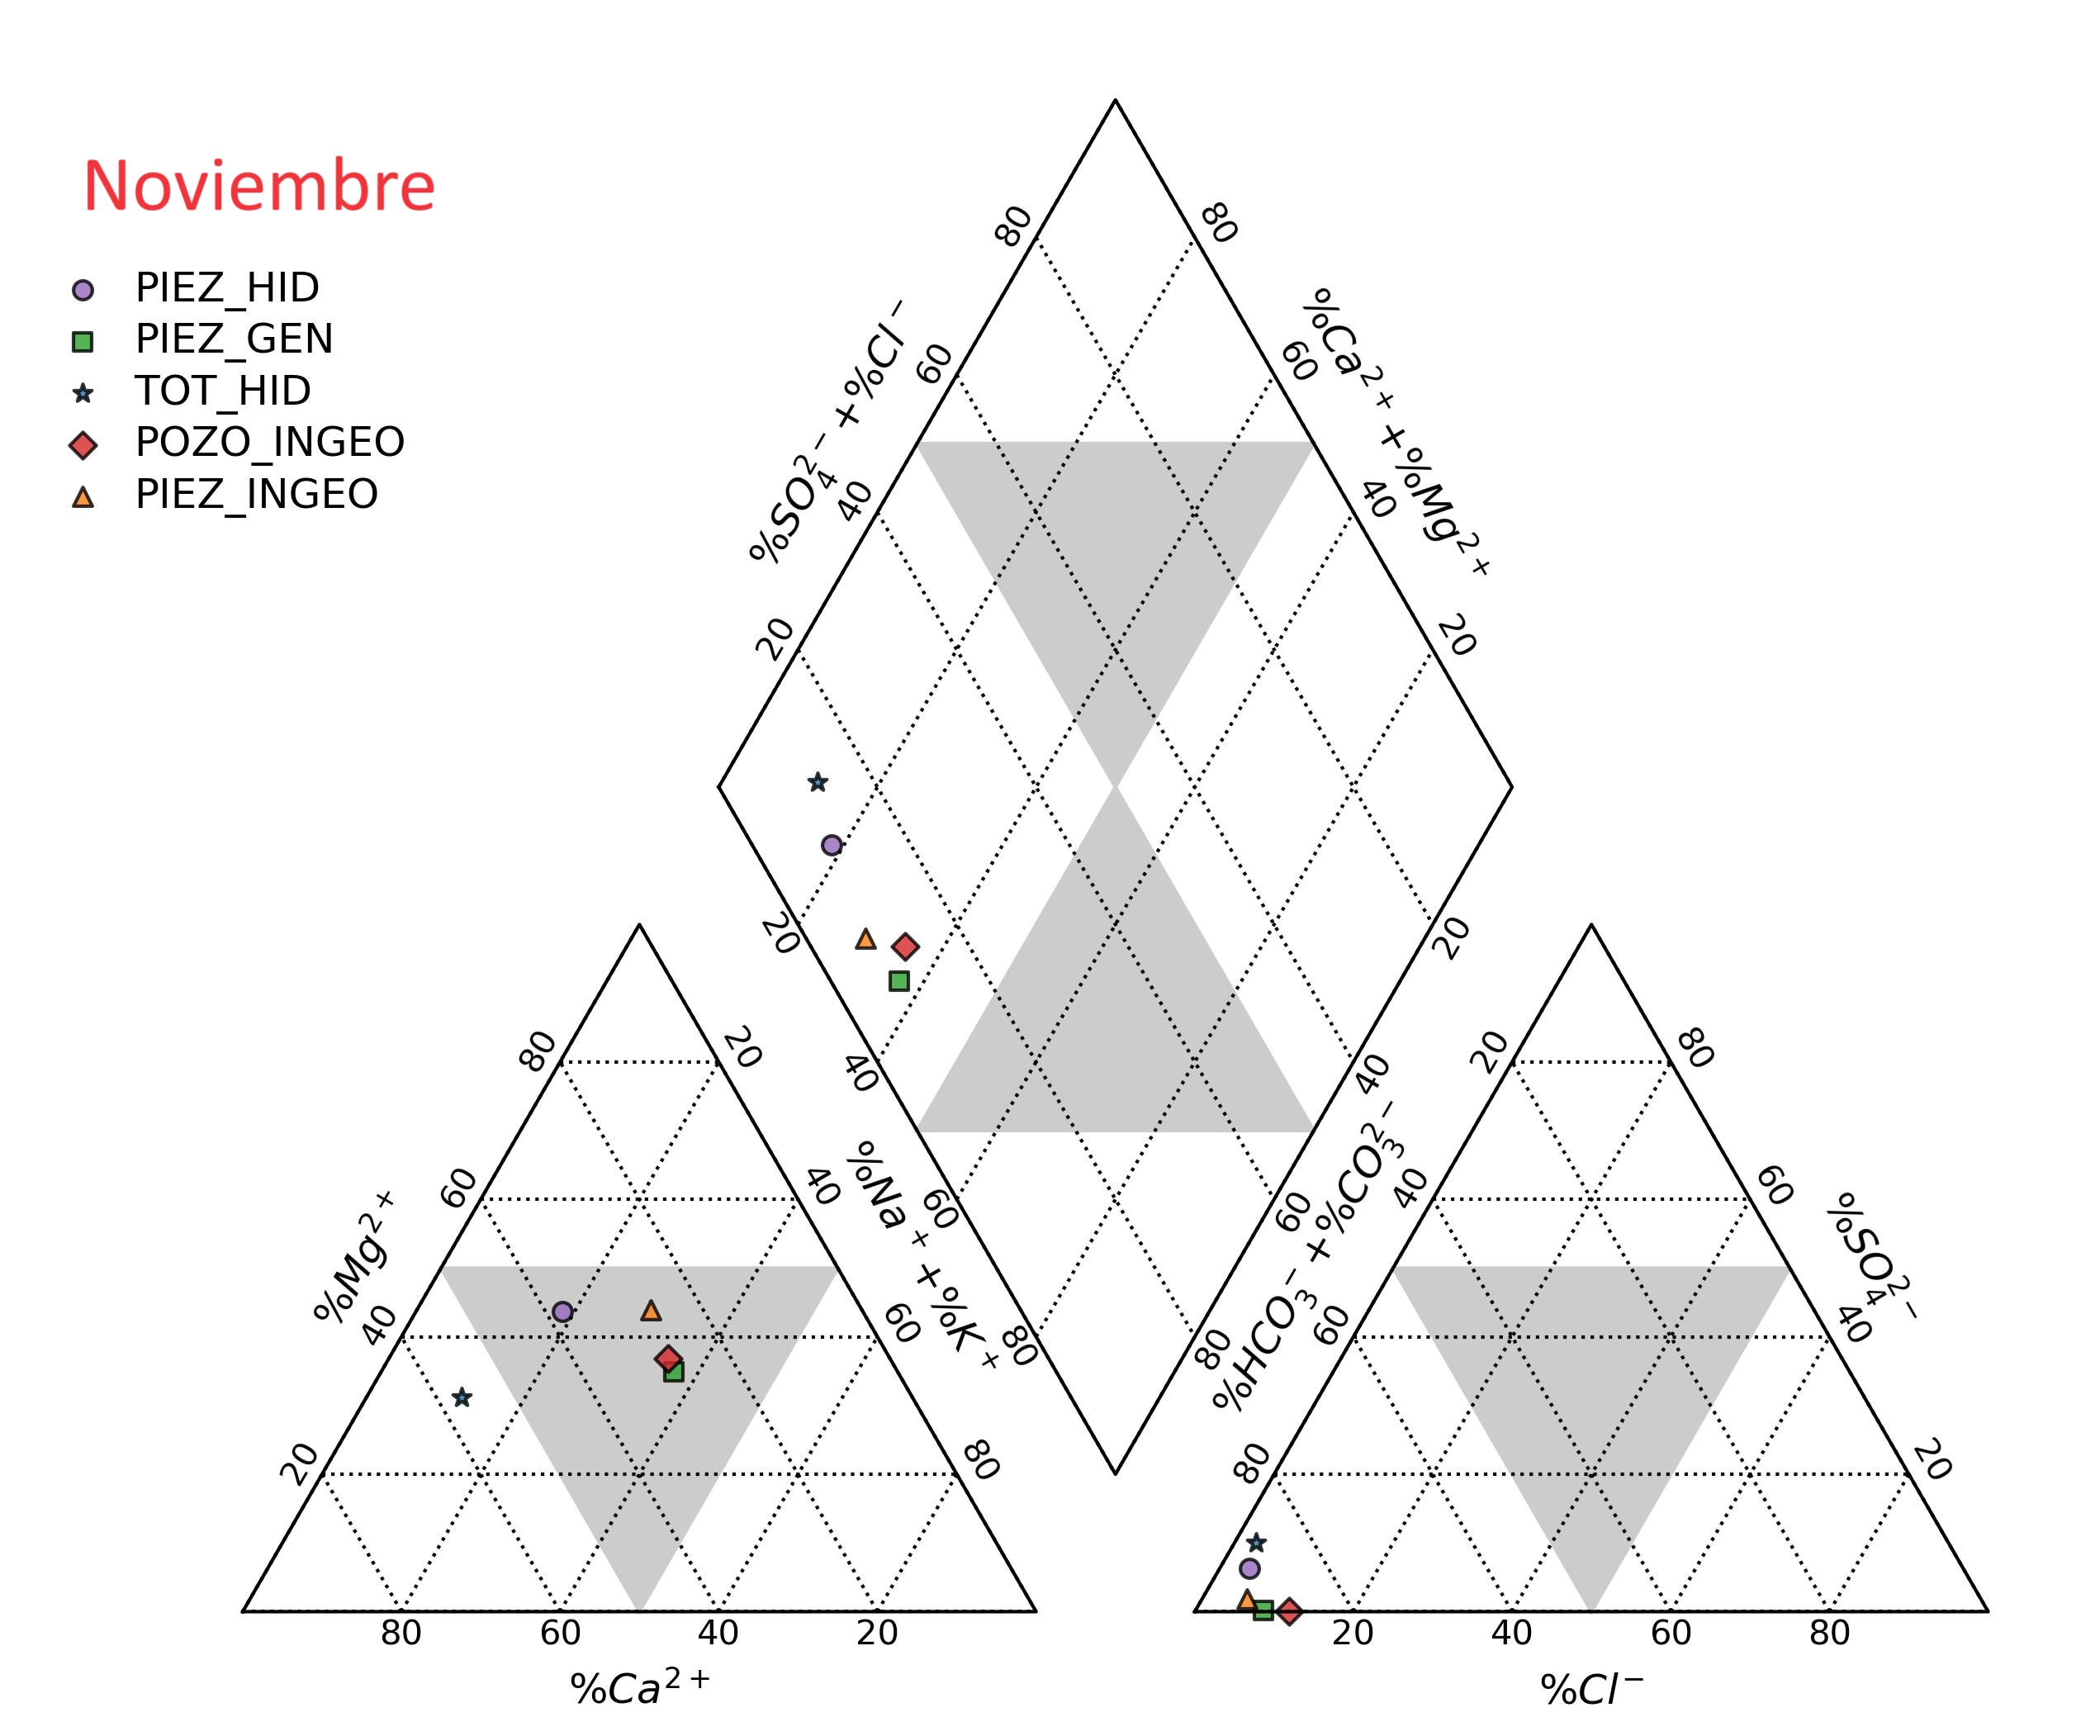 Noviembre
PIEZ_HID
PIEZ_GEN
TOT_HID
POZO_INGEO
PIEZ_INGEO
80
80
60
60
40
40
20
20
%SO₄²⁻+%Cl⁻
%Ca²⁺+%Mg²⁺
20
20
40
40
60
60
80
80
%Na⁺+%K⁺
%HCO₃⁻+%CO₃²⁻
80
20
60
40
40
60
20
80
%Mg²⁺
80
60
40
20
%Ca²⁺
20
80
40
60
60
40
80
20
%SO₄²⁻
20
40
60
80
%Cl⁻